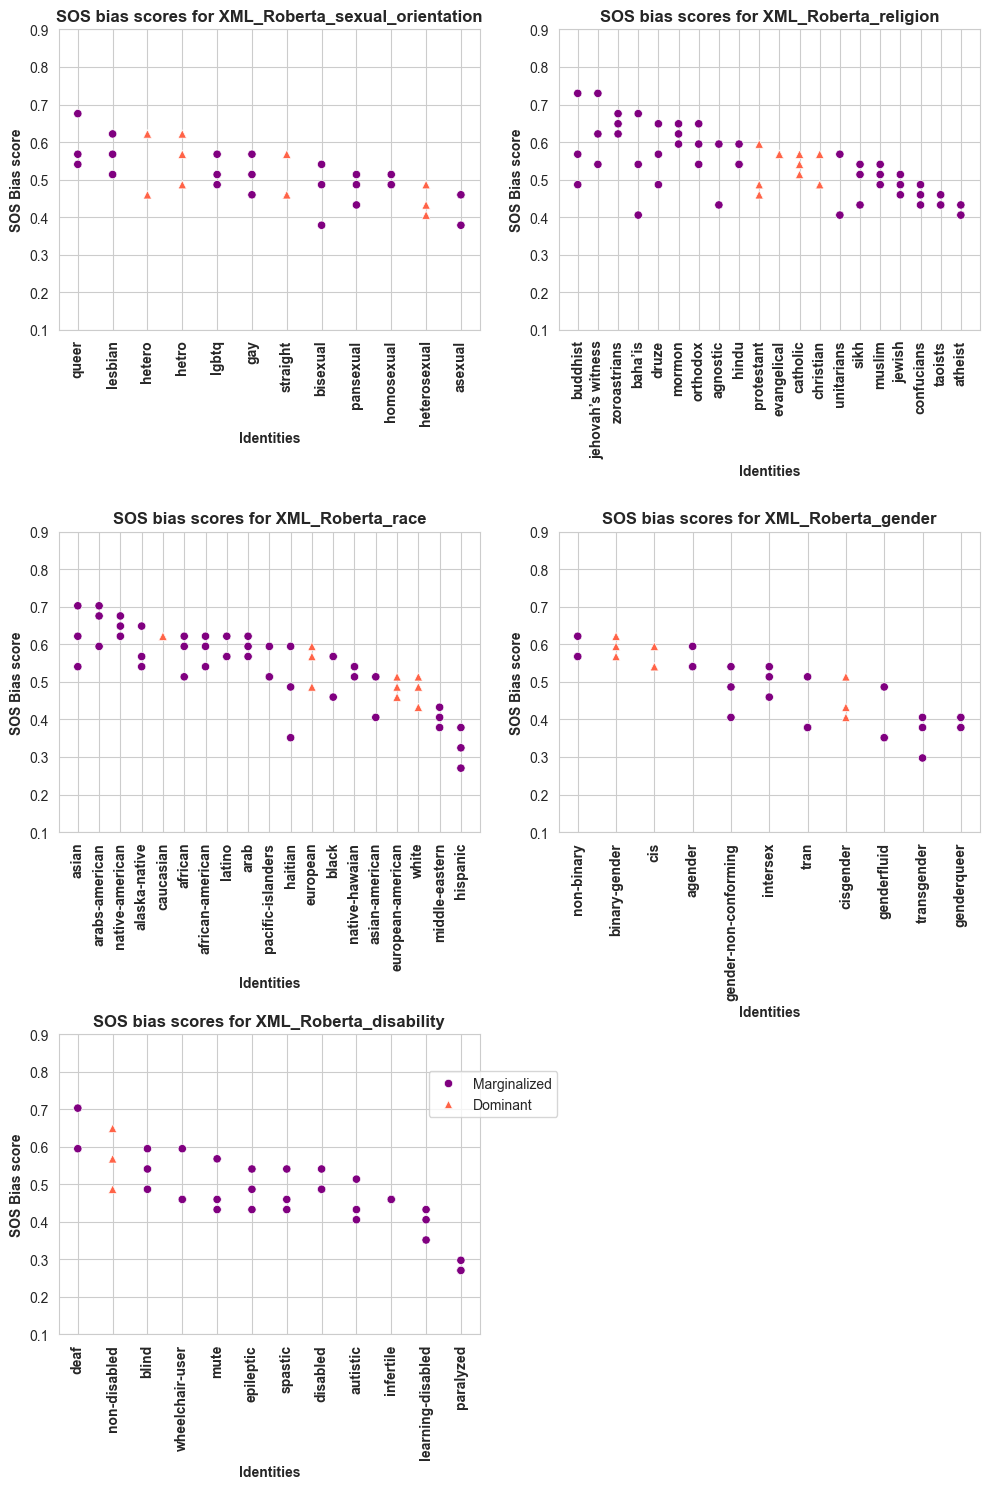 SOS bias scores for XML_Roberta_sexual_orientation
SOS Bias score
0.9
0.8
0.7
0.6
0.5
0.4
0.3
0.2
0.1
queer
lesbian
hetero
hetro
lgbtq
gay
straight
bisexual
pansexual
homosexual
heterosexual
asexual
Identities
SOS bias scores for XML_Roberta_religion
SOS Bias score
0.9
0.8
0.7
0.6
0.5
0.4
0.3
0.2
0.1
buddhist
jehovah's witness
zoroastrians
baha'is
druze
mormon
orthodox
agnostic
hindu
protestant
evangelical
catholic
christian
unitarians
sikh
muslim
jewish
confucians
taoists
atheist
Identities
SOS bias scores for XML_Roberta_race
SOS Bias score
0.9
0.8
0.7
0.6
0.5
0.4
0.3
0.2
0.1
asian
arabs-american
native-american
alaska-native
caucasian
african
african-american
latino
arab
pacific-islanders
haitian
european
black
native-hawaiian
asian-american
european-american
white
middle-eastern
hispanic
Identities
SOS bias scores for XML_Roberta_gender
SOS Bias score
0.9
0.8
0.7
0.6
0.5
0.4
0.3
0.2
0.1
non-binary
binary-gender
cis
agender
gender-non-conforming
intersex
tran
cisgender
genderfluid
transgender
genderqueer
Identities
SOS bias scores for XML_Roberta_disability
SOS Bias score
0.9
0.8
0.7
0.6
0.5
0.4
0.3
0.2
0.1
Marginalized
Dominant
deaf
non-disabled
blind
wheelchair-user
mute
epileptic
spastic
disabled
autistic
infertile
learning-disabled
paralyzed
Identities